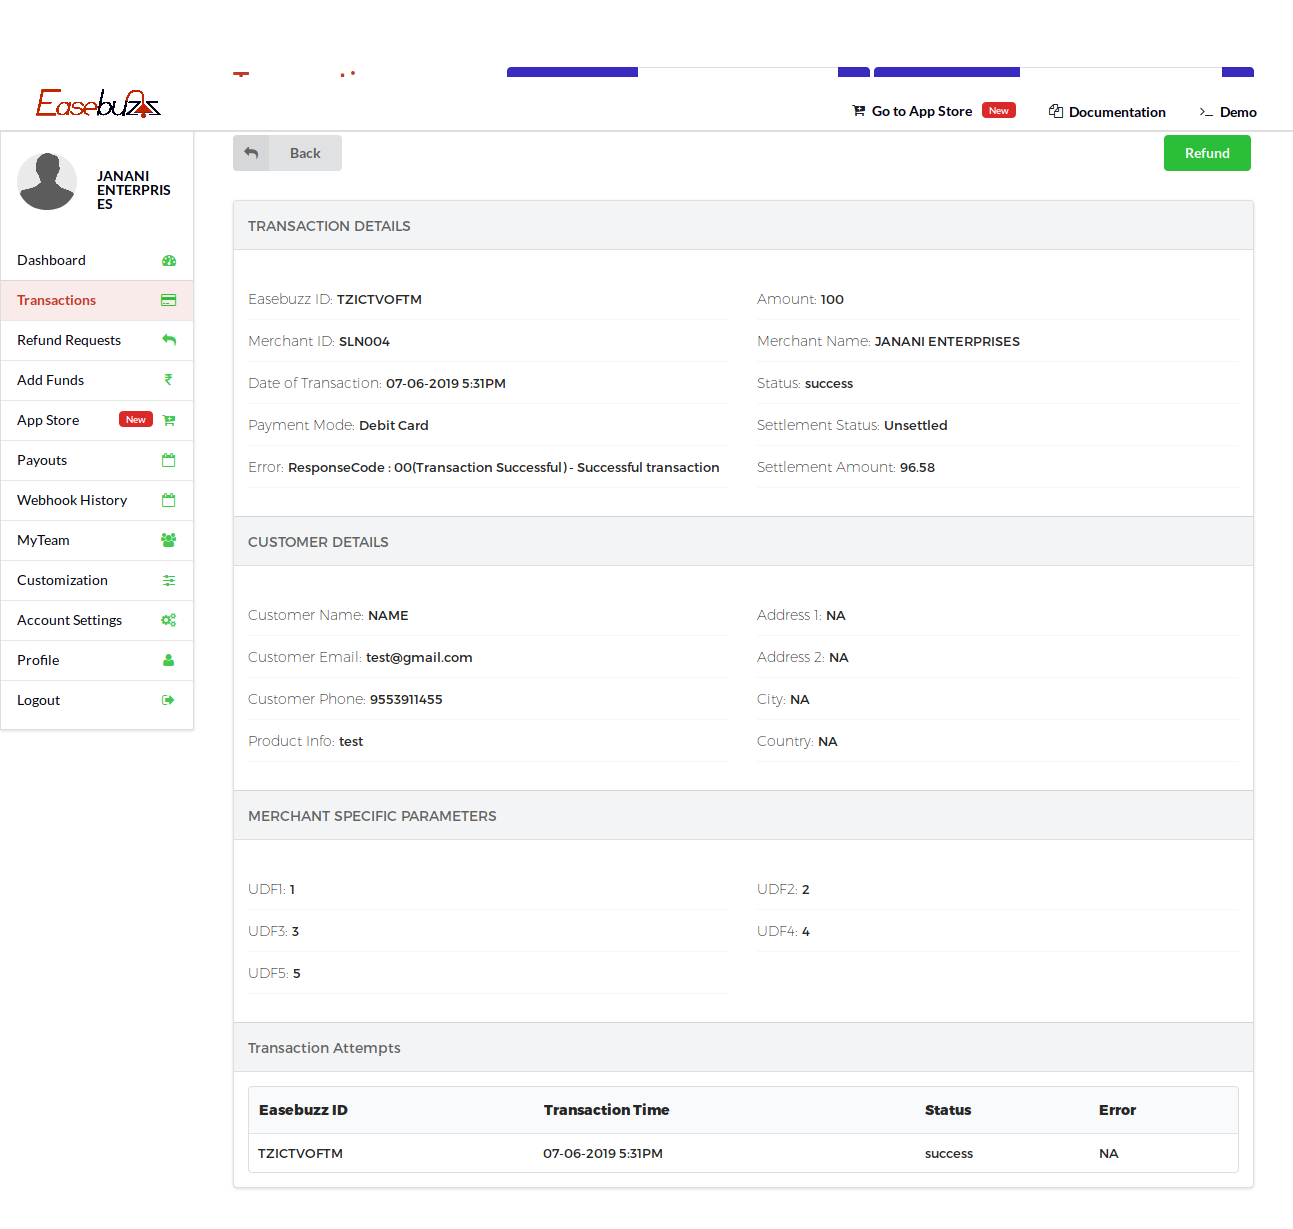 Easebuzz
Go to App Store New Documentation Demo
JANANI
ENTERPRIS
ES
Dashboard
Transactions
Refund Requests
Add Funds
App Store New
Payouts
Webhook History
MyTeam
Customization
Account Settings
Profile
Logout
Back
Refund
TRANSACTION DETAILS
Easebuzz ID: TZICTVOFTM
Amount: 100
Merchant ID: SLN004
Merchant Name: JANANI ENTERPRISES
Date of Transaction: 07-06-2019 5:31PM
Status: success
Payment Mode: Debit Card
Settlement Status: Unsettled
Error: ResponseCode : 00(Transaction Successful) - Successful transaction
Settlement Amount: 96.58
CUSTOMER DETAILS
Customer Name: NAME
Address 1: NA
Customer Email: test@gmail.com
Address 2: NA
Customer Phone: 9553911455
City: NA
Product Info: test
Country: NA
MERCHANT SPECIFIC PARAMETERS
UDF1: 1
UDF2: 2
UDF3: 3
UDF4: 4
UDF5: 5
Transaction Attempts
Easebuzz ID Transaction Time Status Error
TZICTVOFTM 07-06-2019 5:31PM success NA